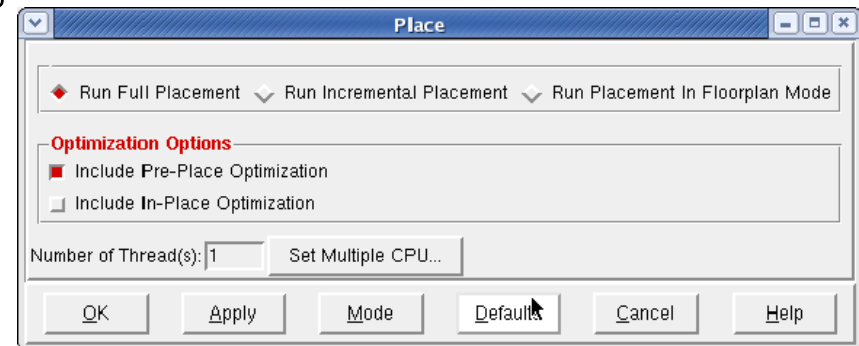 Place
Run Full Placement Run Incremental Placement Run Placement In Floorplan Mode
Optimization Options
Include Pre-Place Optimization
Include In-Place Optimization
Number of Thread(s): 1 Set Multiple CPU...
OK Apply Mode Defaults Cancel Help